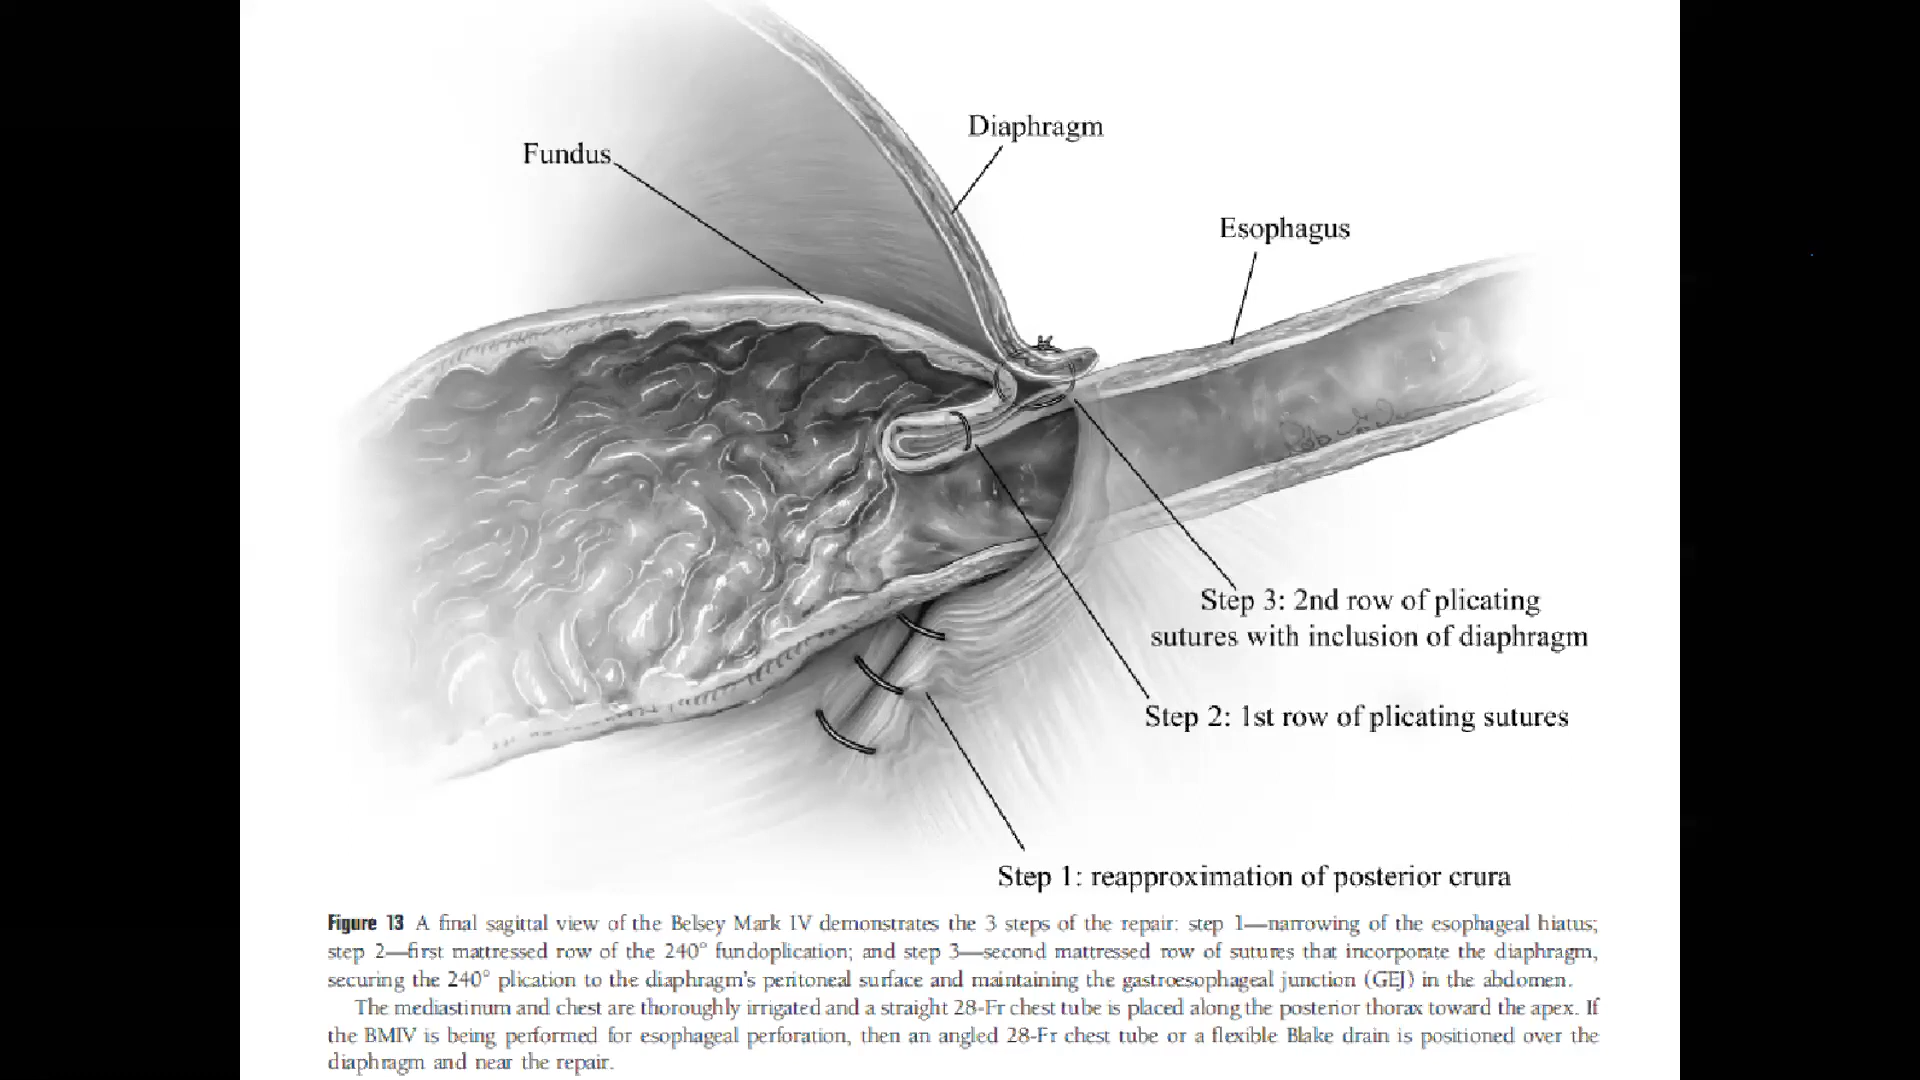 Diaphragm
Fundus
Esophagus
Step 3: 2nd row of plicating
sutures with inclusion of diaphragm
Step 2: 1st row of plicating sutures
Step 1: reapproximation of posterior crura
Figure 13 A final sagittal view of the Belsey Mark IV demonstrates the 3 steps of the repair: step 1—narrowing of the esophageal hiatus;
step 2—first mattressed row of the 240° fundoplication; and step 3—second mattressed row of sutures that incorporate the diaphragm,
securing the 240° plication to the diaphragm's peritoneal surface and maintaining the gastroesophageal junction (GEJ) in the abdomen.
The mediastinum and chest are thoroughly irrigated and a straight 28-Fr chest tube is placed along the posterior thorax toward the apex. If
the BMIV is being performed for esophageal perforation, then an angled 28-Fr chest tube or a flexible Blake drain is positioned over the
diaphragm and near the repair.